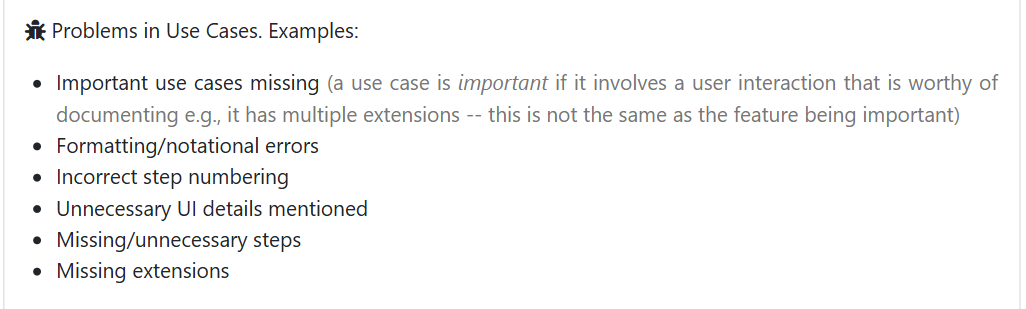 Problems in Use Cases. Examples:
• Important use cases missing (a use case is important if it involves a user interaction that is worthy of
documenting e.g., it has multiple extensions -- this is not the same as the feature being important)
• Formatting/notational errors
• Incorrect step numbering
• Unnecessary UI details mentioned
• Missing/unnecessary steps
• Missing extensions